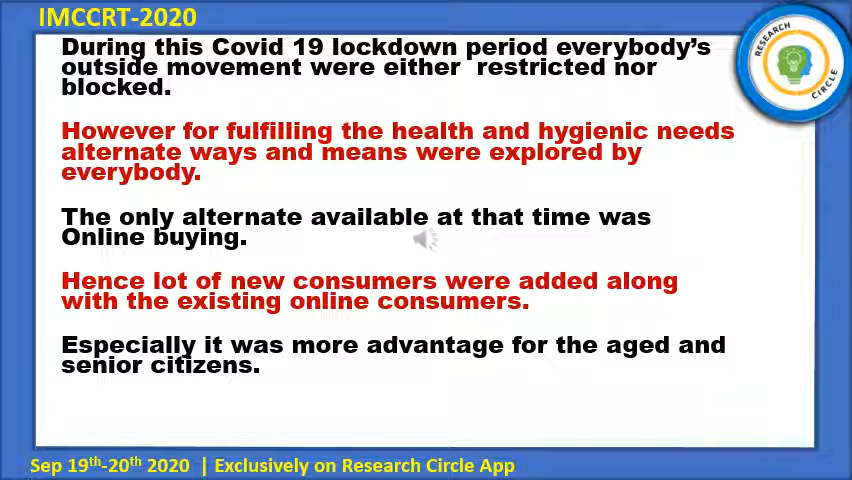 IMCCRT-2020
During this Covid 19 lockdown period everybody's
outside movement were either restricted nor
blocked.
However for fulfilling the health and hygienic needs
alternate ways and means were explored by
everybody.
The only alternate available at that time was
Online buying.
Hence lot of new consumers were added along
with the existing online consumers.
Especially it was more advantage for the aged and
senior citizens.
RESEARCH
CIRCLE
Sep 19th-20th 2020 | Exclusively on Research Circle App